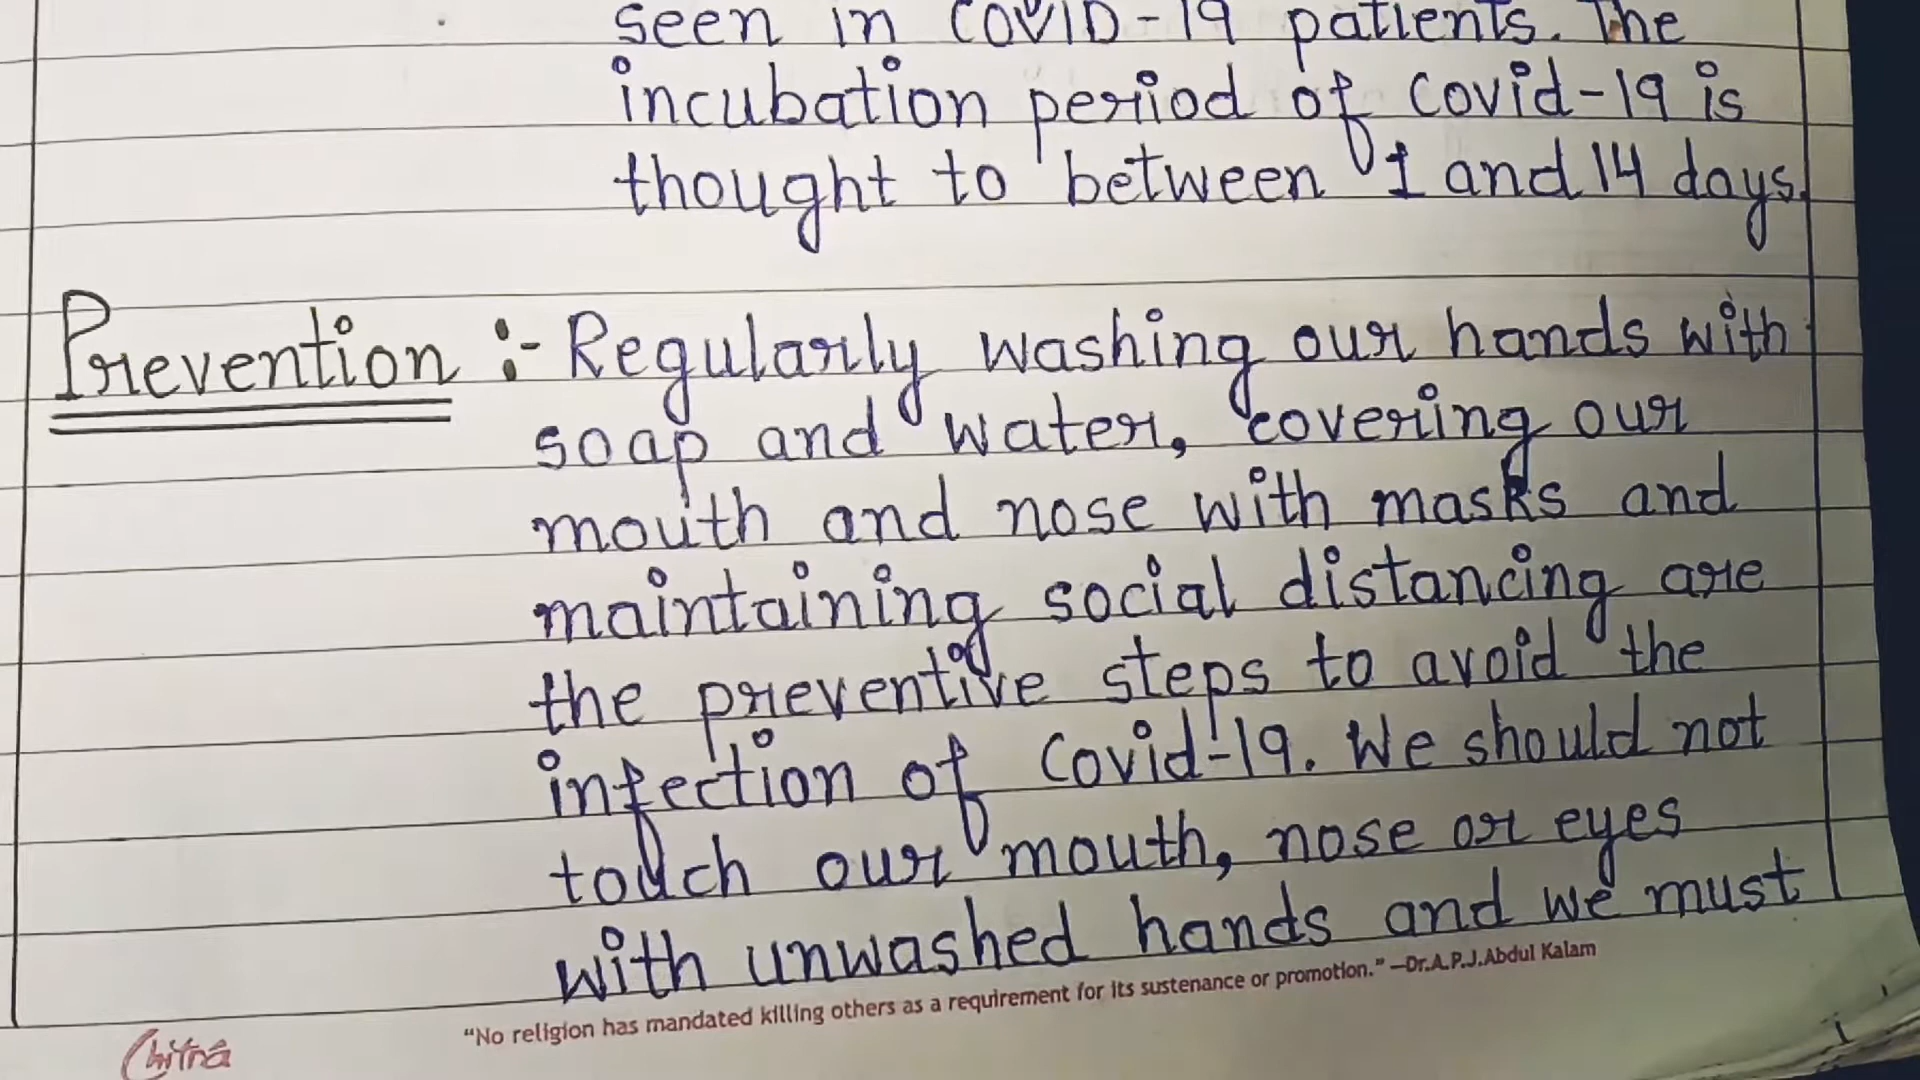 seen in COVID-19 patients. The
incubation period of Covid-19 is
thought to between 1 and 14 days.
Prevention :- Regularly washing our hands with
soap and water, covering our
mouth and nose with masks and
maintaining social distancing are
the preventive steps to avoid the
infection of Covid-19. We should not
touch our mouth, nose or eyes
with unwashed hands and we must
"No religion has mandated killing others as a requirement for its sustenance or promotion." —Dr.A.P.J.Abdul Kalam
Chitra